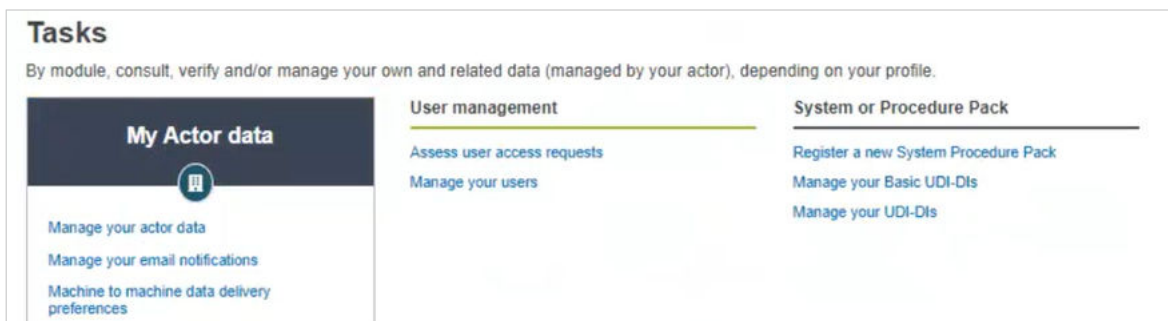 Tasks
By module, consult, verify and/or manage your own and related data (managed by your actor), depending on your profile.
My Actor data
Manage your actor data
Manage your email notifications
Machine to machine data delivery
preferences
User management
Assess user access requests
Manage your users
System or Procedure Pack
Register a new System Procedure Pack
Manage your Basic UDI-DIs
Manage your UDI-DIs